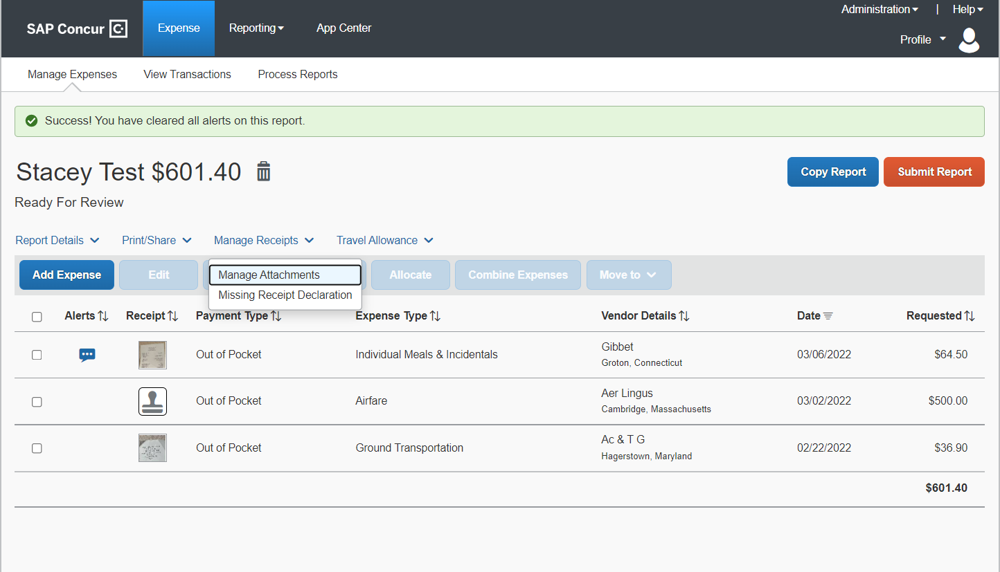 Administration
|
Help
SAP Concur
Expense
Reporting
App Center
Profile
Manage Expenses
View Transactions
Process Reports
Success! You have cleared all alerts on this report.
Stacey Test $601.40
Copy Report
Submit Report
Ready For Review
Report Details
Print/Share
Manage Receipts
Travel Allowance
Add Expense
Edit
Manage Attachments
Missing Receipt Declaration
Allocate
Combine Expenses
Move to
Alerts
Receipt
Payment Type
Expense Type
Vendor Details
Date
Requested
Out of Pocket
Individual Meals & Incidentals
Gibbet
Groton, Connecticut
03/06/2022
$64.50
Out of Pocket
Airfare
Aer Lingus
Cambridge, Massachusetts
03/02/2022
$500.00
Out of Pocket
Ground Transportation
Ac & T G
Hagerstown, Maryland
02/22/2022
$36.90
$601.40